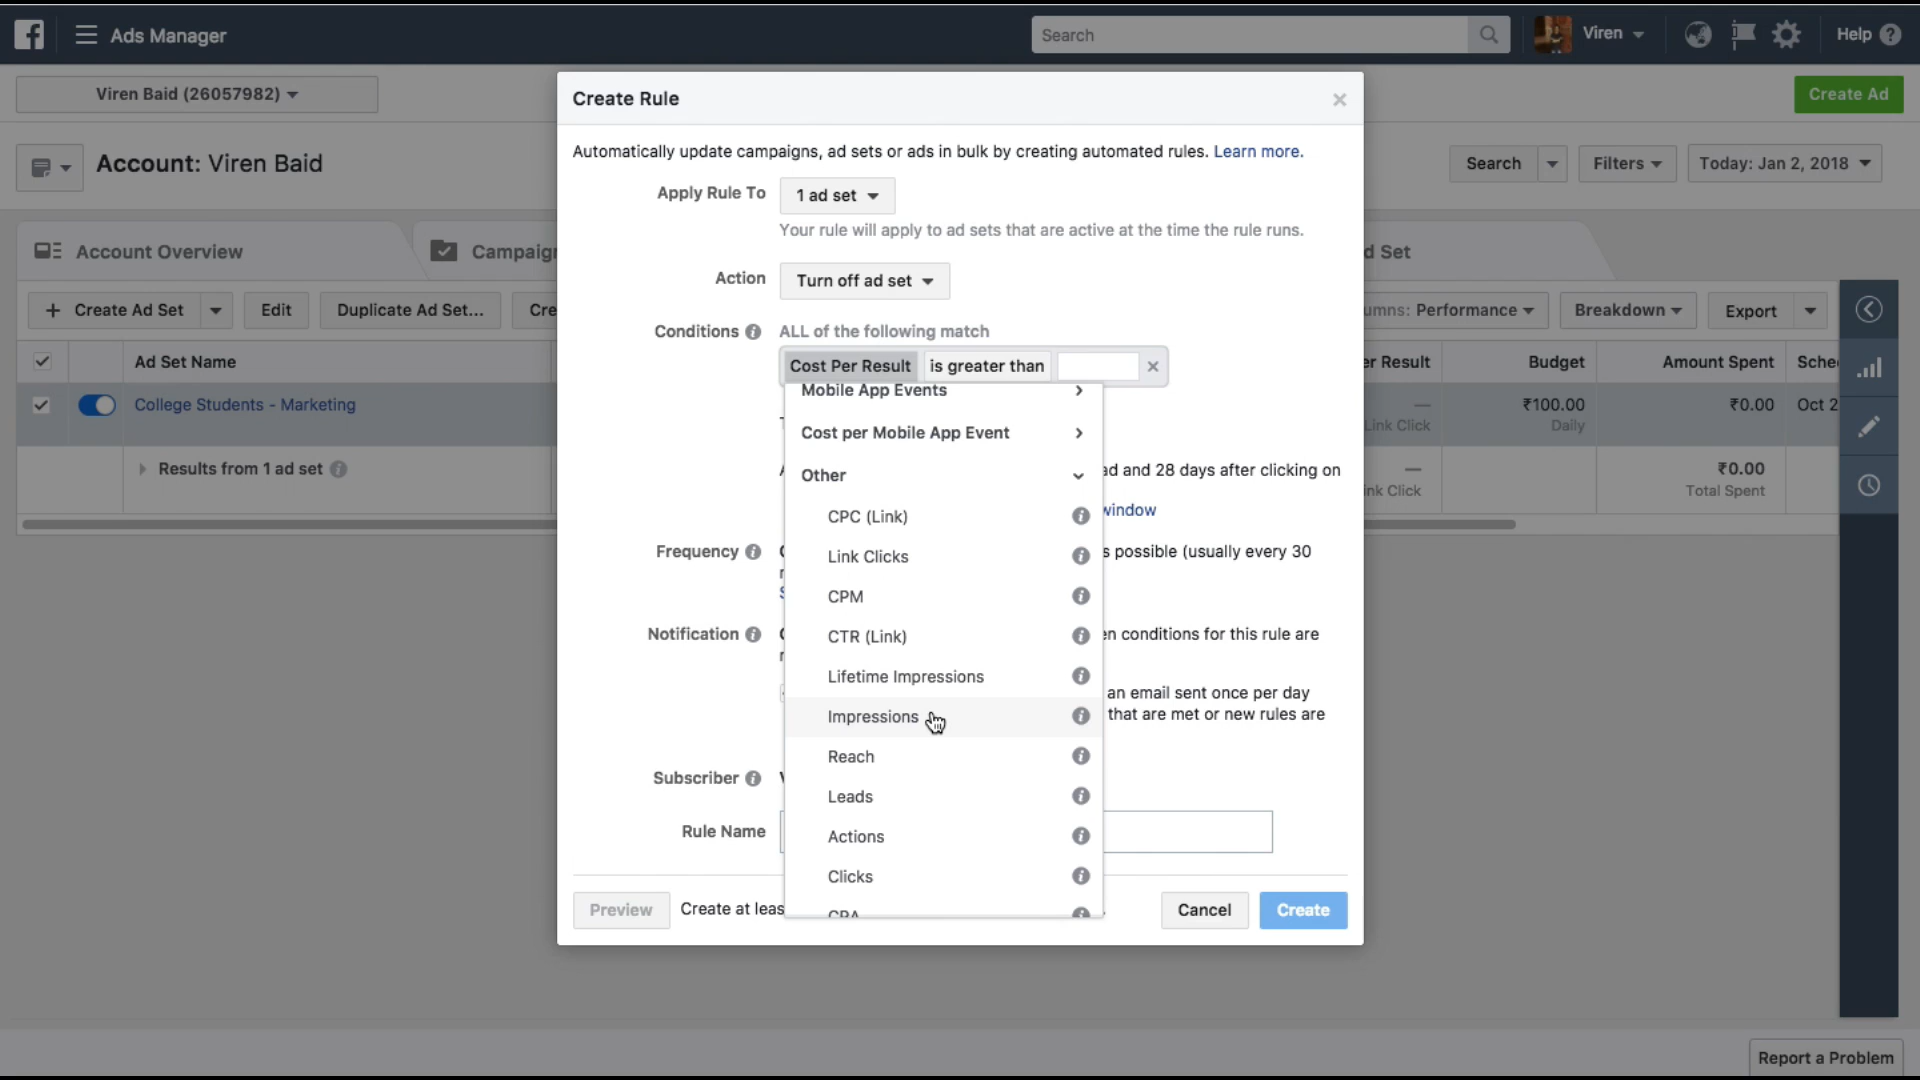 Ads Manager
Search
Viren
Help
Viren Baid (26057982)
Create Ad
Account: Viren Baid
Search
Filters
Today: Jan 2, 2018
Account Overview
Campaign
d Set
+ Create Ad Set
Edit
Duplicate Ad Set...
Cre
umns: Performance
Breakdown
Export
Ad Set Name
er Result
Budget
Amount Spent
Sche
College Students - Marketing
—
Link Click
₹100.00
Daily
₹0.00
Oct 2
Results from 1 ad set
—
ink Click
₹0.00
Total Spent
Create Rule
Automatically update campaigns, ad sets or ads in bulk by creating automated rules. Learn more.
Apply Rule To
1 ad set
Your rule will apply to ad sets that are active at the time the rule runs.
Action
Turn off ad set
Conditions
ALL of the following match
Cost Per Result
is greater than
Mobile App Events
Cost per Mobile App Event
Other
CPC (Link)
Link Clicks
CPM
CTR (Link)
Lifetime Impressions
Impressions
Reach
Leads
Actions
Clicks
CPA
ad and 28 days after clicking on
window
Frequency
s possible (usually every 30
Notification
en conditions for this rule are
an email sent once per day
that are met or new rules are
Subscriber
Rule Name
Preview
Create at leas
Cancel
Create
Report a Problem